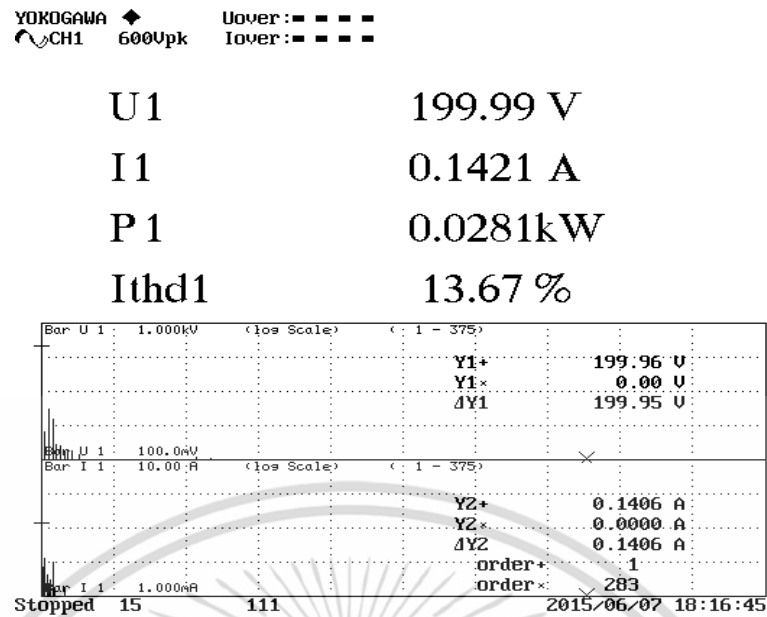 YOKOGAWA ◆ Uover:- - - -
CH1 600Vpk Iover:- - - -
U1 199.99 V
I1 0.1421 A
P1 0.0281kW
Ithd1 13.67 %
Bar U 1 1.000kV (log Scale) ( 1 - 375)
Y1+ 199.96 V
Y1× 0.00 V
ΔY1 199.95 V
Bar U 1 100.0mV
Bar I 1 10.00 A (log Scale) ( 1 - 375)
Y2+ 0.1406 A
Y2× 0.0000 A
ΔY2 0.1406 A
order+ 1
order× 283
Bar I 1 1.000mA
Stopped 15 111 2015/06/07 18:16:45